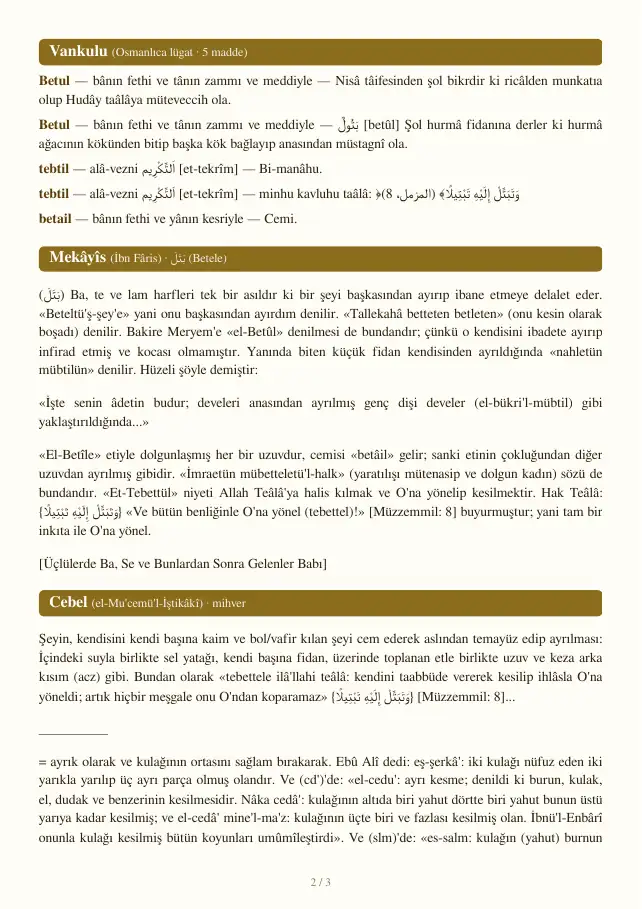 Vankulu (Osmanlıca lügat · 5 madde)
Betul — bânın fethi ve tânın zammı ve meddiyle — Nisâ tâifesinden şol bikrdir ki ricâlden munkatıa
olup Hudây taâlâya müteveccih ola.
Betul — bânın fethi ve tânın zammı ve meddiyle — بَتُولٌ [betûl] Şol hurmâ fidanına derler ki hurmâ
ağacının kökünden bitip başka kök bağlayıp anasından müstagnî ola.
tebtil — alâ-vezni اَلتَّكْرِيم [et-tekrîm] — Bi-manâhu.
tebtil — alâ-vezni اَلتَّكْرِيم [et-tekrîm] — minhu kavluhu taâlâ: ﴿وَتَبَتَّلْ إِلَيْهِ تَبْتِيلًا﴾ (المزمل، 8)
betail — bânın fethi ve yânın kesriyle — Cemi.
Mekâyîs (İbn Fâris) · بَتَلَ (Betele)
(بَتَلَ) Ba, te ve lam harfleri tek bir asıldır ki bir şeyi başkasından ayırıp ibane etmeye delalet eder.
«Beteltü'ş-şey'e» yani onu başkasından ayırdım denilir. «Tallekahâ betteten betleten» (onu kesin olarak
boşadı) denilir. Bakire Meryem'e «el-Betûl» denilmesi de bundandır; çünkü o kendisini ibadete ayırıp
infirad etmiş ve kocası olmamıştır. Yanında biten küçük fidan kendisinden ayrıldığında «nahletün
mübtilün» denilir. Hüzeli şöyle demiştir:
«İşte senin âdetin budur; develeri anasından ayrılmış genç dişi develer (el-bükri'l-mübtil) gibi
yaklaştırıldığında...»
«El-Betîle» etiyle dolgunlaşmış her bir uzuvdur, cemisi «betâil» gelir; sanki etinin çokluğundan diğer
uzuvdan ayrılmış gibidir. «İmraetün mübetteletü'l-halk» (yaratılışı mütenasip ve dolgun kadın) sözü de
bundandır. «Et-Tebettül» niyeti Allah Teâlâ'ya halis kılmak ve O'na yönelip kesilmektir. Hak Teâlâ:
{وَتَبَتَّلْ إِلَيْهِ تَبْتِيلًا} «Ve bütün benliğinle O'na yönel (tebettel)!» [Müzzemmil: 8] buyurmuştur; yani tam bir
inkıta ile O'na yönel.
[Üçlülerde Ba, Se ve Bunlardan Sonra Gelenler Babı]
Cebel (el-Mu'cemü'l-İştikâkî) · mihver
Şeyin, kendisini kendi başına kaim ve bol/vafir kılan şeyi cem ederek aslından temayüz edip ayrılması:
İçindeki suyla birlikte sel yatağı, kendi başına fidan, üzerinde toplanan etle birlikte uzuv ve keza arka
kısım (acz) gibi. Bundan olarak «tebettele ilâ'llahi teâlâ: kendini taabbüde vererek kesilip ihlâsla O'na
yöneldi; artık hiçbir meşgale onu O'ndan koparamaz» {وَتَبَتَّلْ إِلَيْهِ تَبْتِيلًا} [Müzzemmil: 8]...
= ayrık olarak ve kulağının ortasını sağlam bırakarak. Ebû Alî dedi: eş-şerkâ': iki kulağı nüfuz eden iki
yarıkla yarılıp üç ayrı parça olmuş olandır. Ve (cd')'de: «el-cedu': ayrı kesme; denildi ki burun, kulak,
el, dudak ve benzerinin kesilmesidir. Nâka cedâ': kulağının altıda biri yahut dörtte biri yahut bunun üstü
yarıya kadar kesilmiş; ve el-cedâ' mine'l-ma'z: kulağının üçte biri ve fazlası kesilmiş olan. İbnü'l-Enbârî
onunla kulağı kesilmiş bütün koyunları umûmîleştirdi». Ve (slm)'de: «es-salm: kulağın (yahut) burnun
2 / 3